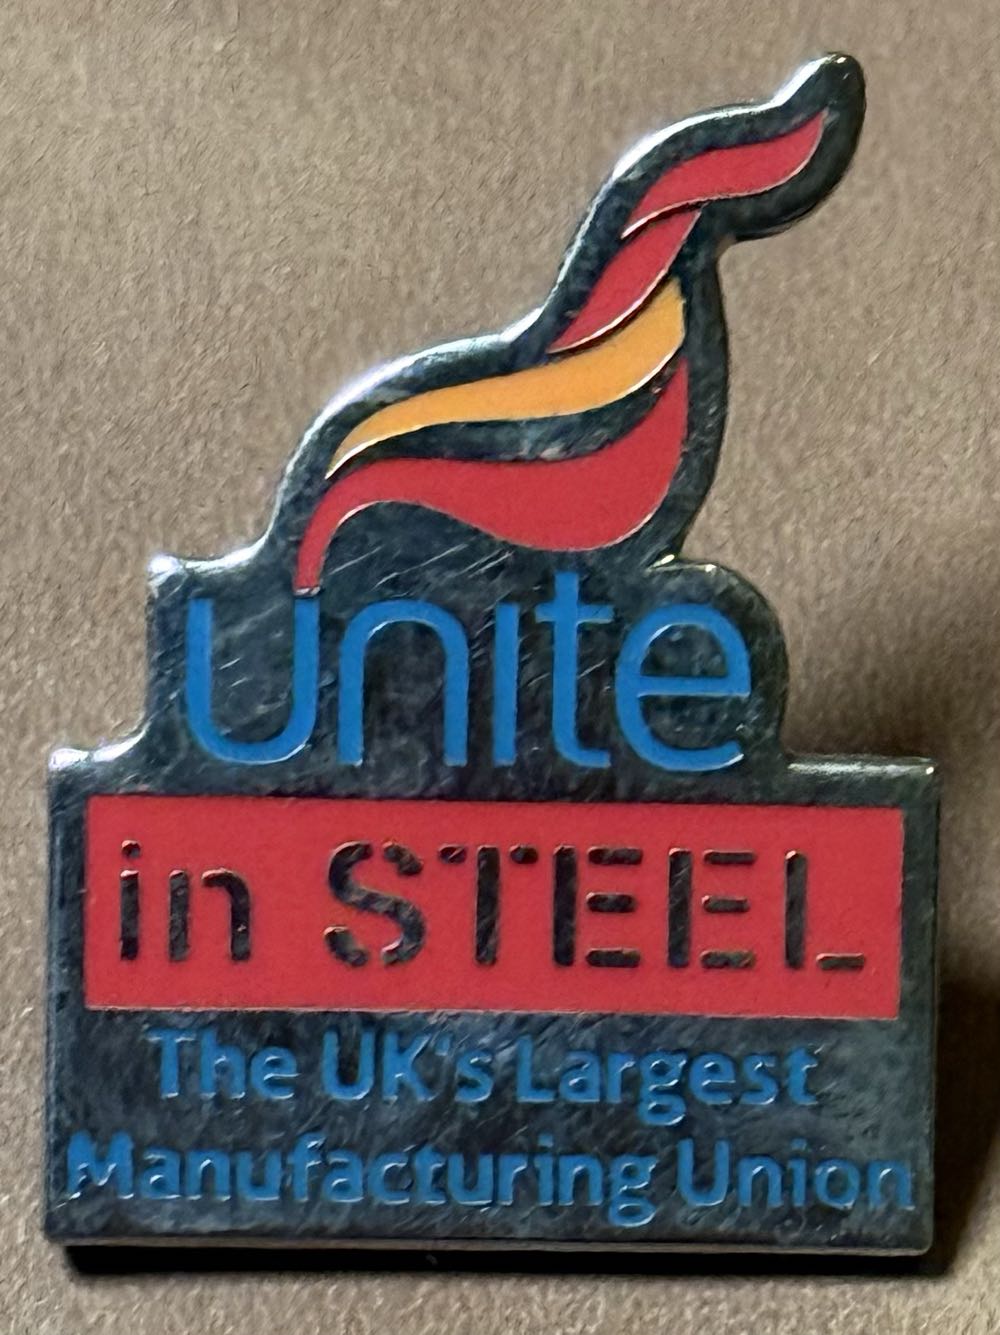 unite
in STEEL
The UK's Largest
Manufacturing Union